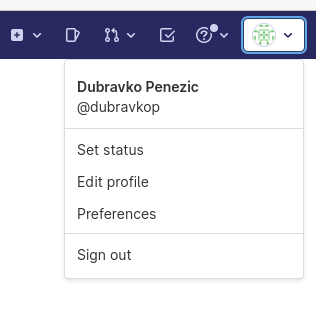 Dubravko Penezic
@dubravkop
Set status
Edit profile
Preferences
Sign out